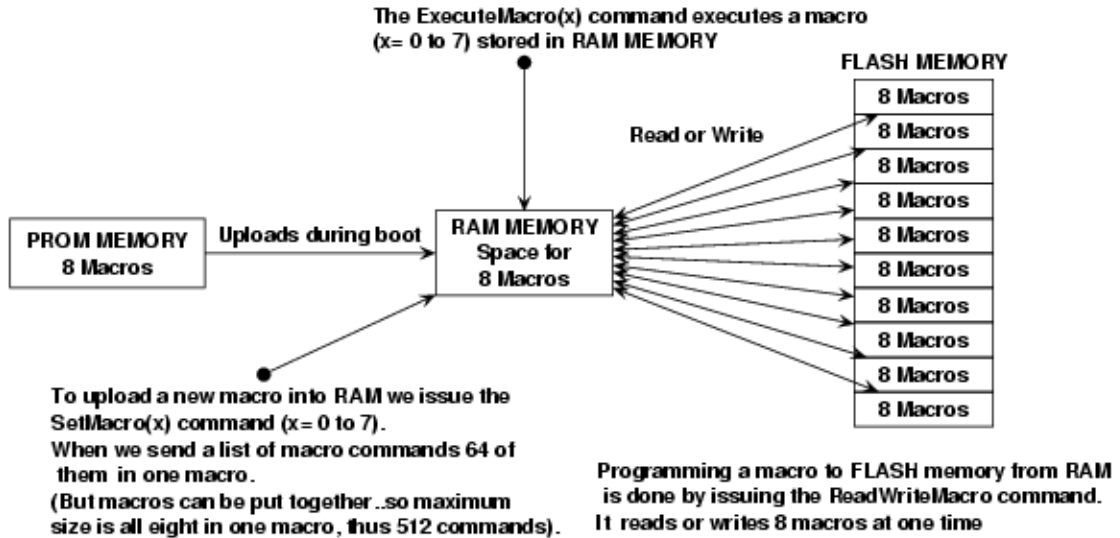 The ExecuteMacro(x) command executes a macro
(x= 0 to 7) stored in RAM MEMORY
FLASH MEMORY
8 Macros
8 Macros
8 Macros
8 Macros
8 Macros
8 Macros
8 Macros
8 Macros
8 Macros
8 Macros
Read or Write
PROM MEMORY
8 Macros
Uploads during boot
RAM MEMORY
Space for
8 Macros
To upload a new macro into RAM we issue the
SetMacro(x) command (x= 0 to 7).
When we send a list of macro commands 64 of
them in one macro.
(But macros can be put together..so maximum
size is all eight in one macro, thus 512 commands).
Programming a macro to FLASH memory from RAM
is done by issuing the ReadWriteMacro command.
It reads or writes 8 macros at one time